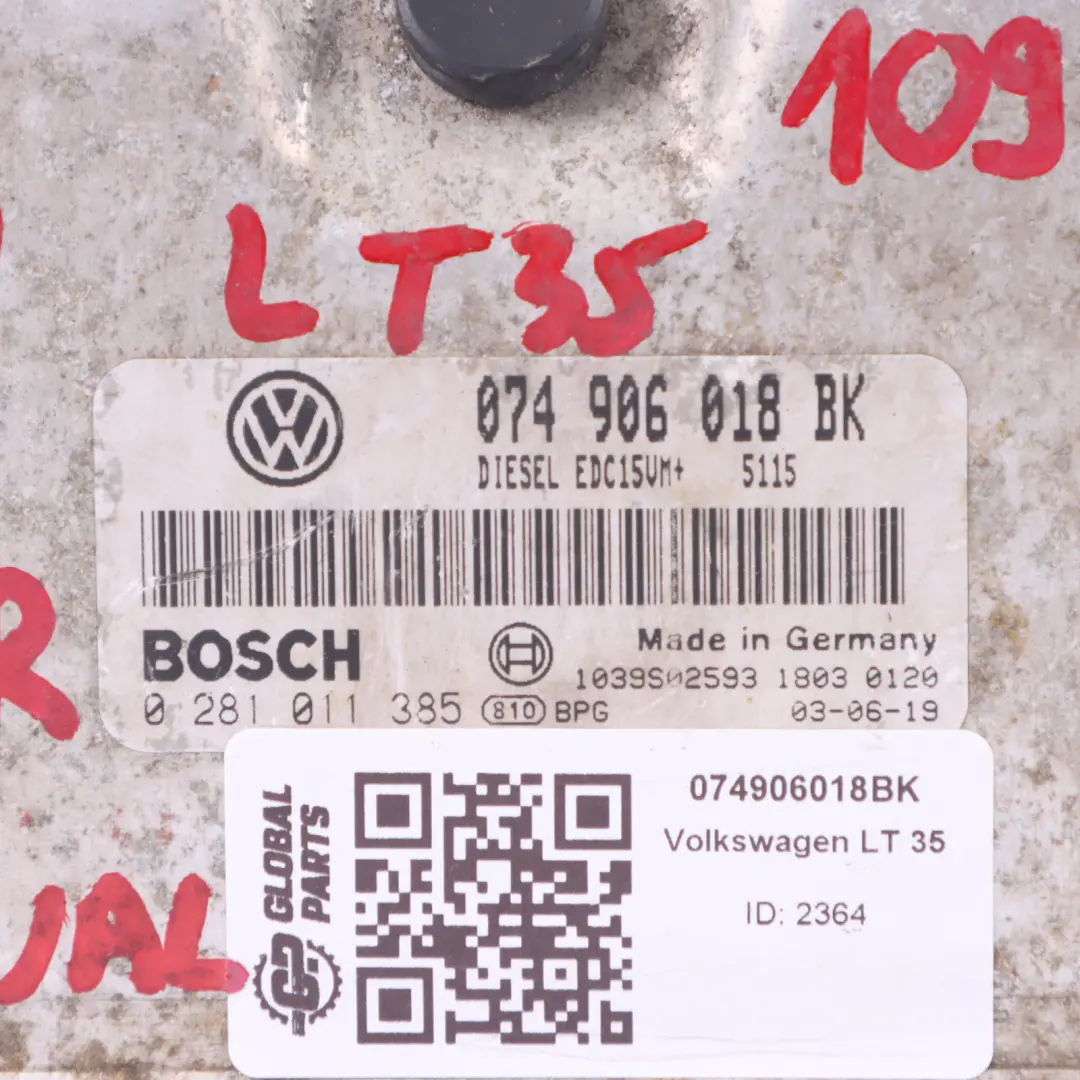 109
LT35
074 906 018 BK
DIESEL EDC15VM+ 5115
BOSCH
Made in Germany
1039S02593 1803 0120
0 281 011 385 810 BPG
03-06-19
R
UAL
GLOBAL PARTS
074906018BK
Volkswagen LT 35
ID: 2364